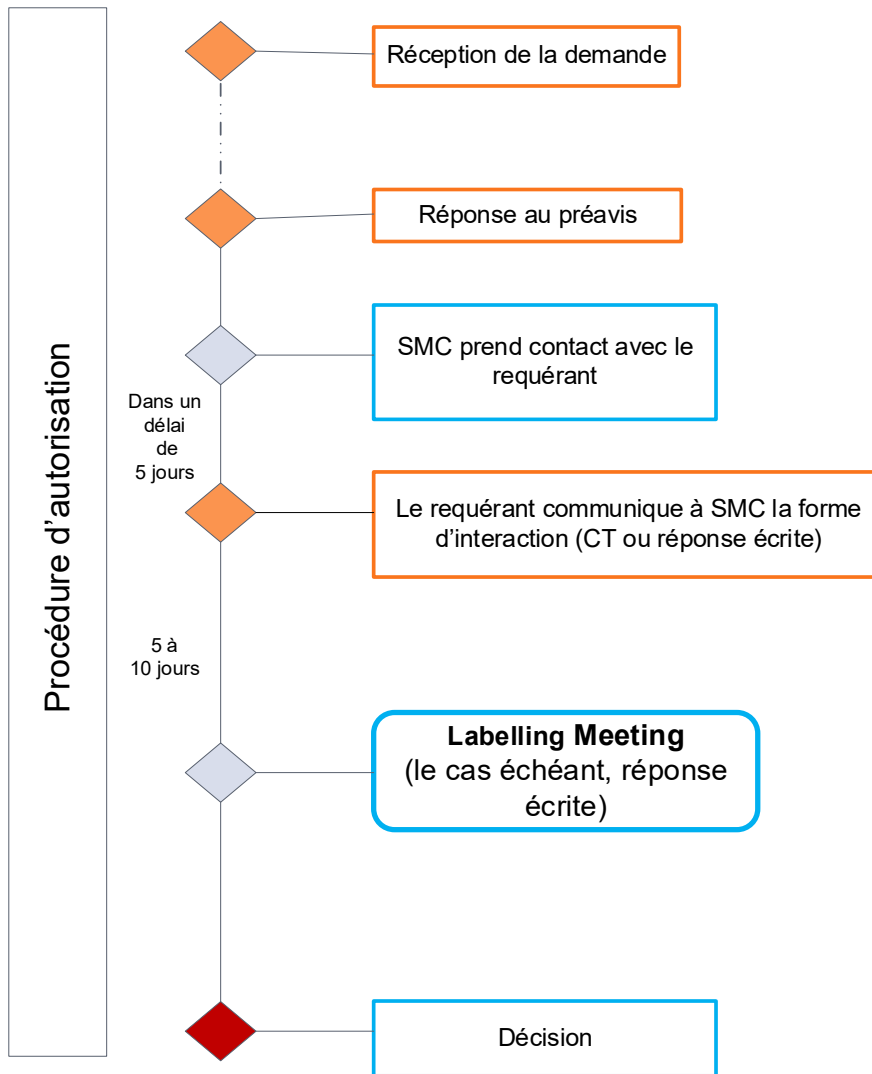 Procédure d’autorisation
Réception de la demande
Réponse au préavis
SMC prend contact avec le
requérant
Dans un
délai
de
5 jours
Le requérant communique à SMC la forme
d’interaction (CT ou réponse écrite)
5 à
10 jours
Labelling Meeting
(le cas échéant, réponse
écrite)
Décision